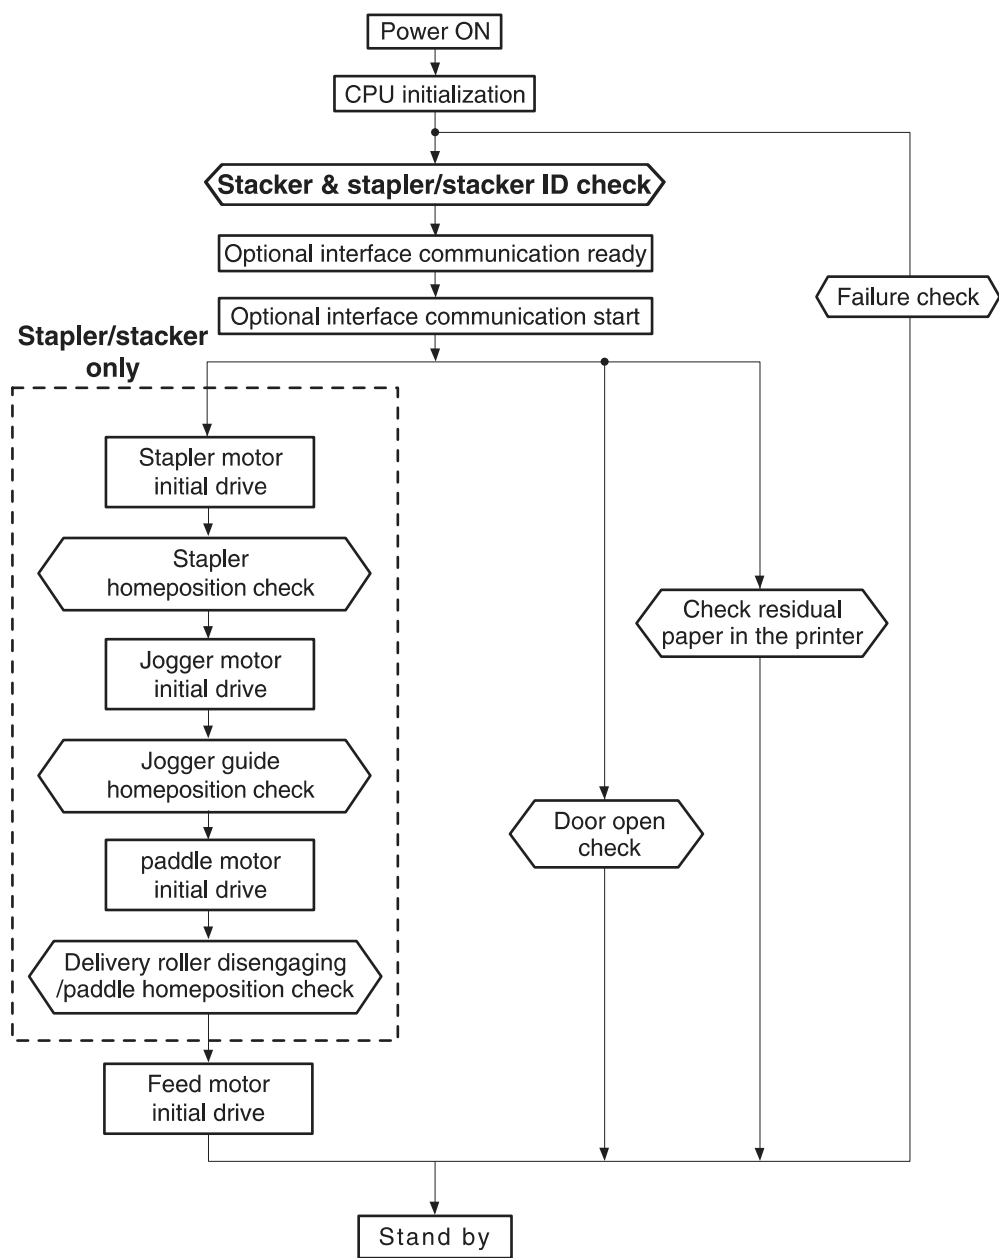 Power ON
CPU initialization
Stacker & stapler/stacker ID check
Optional interface communication ready
Failure check
Optional interface communication start
Stapler/stacker
only
Stapler motor
initial drive
Stapler
homeposition check
Jogger motor
initial drive
Jogger guide
homeposition check
paddle motor
initial drive
Delivery roller disengaging
/paddle homeposition check
Feed motor
initial drive
Check residual
paper in the printer
Door open
check
Stand by